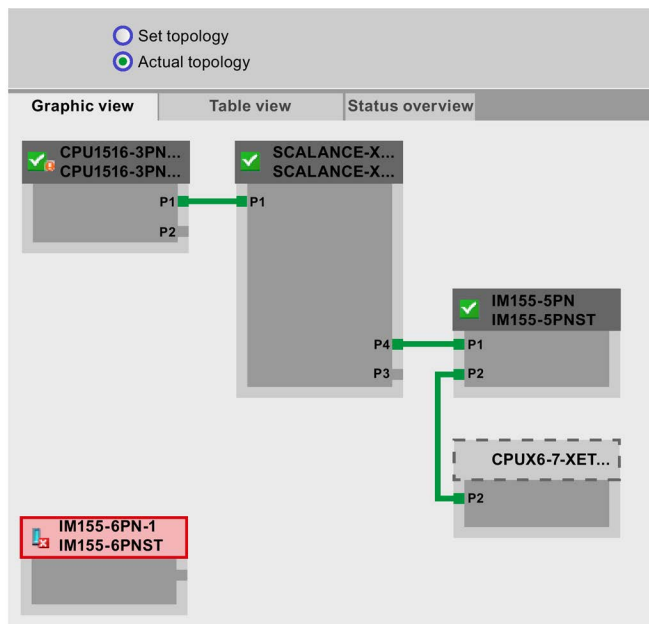 Set topology
Actual topology
Graphic view
Table view
Status overview
CPU1516-3PN...
CPU1516-3PN...
SCALANCE-X...
SCALANCE-X...
P1
P1
P2
IM155-5PN
IM155-5PNST
P4
P1
P3
P2
CPUX6-7-XET...
P2
IM155-6PN-1
IM155-6PNST